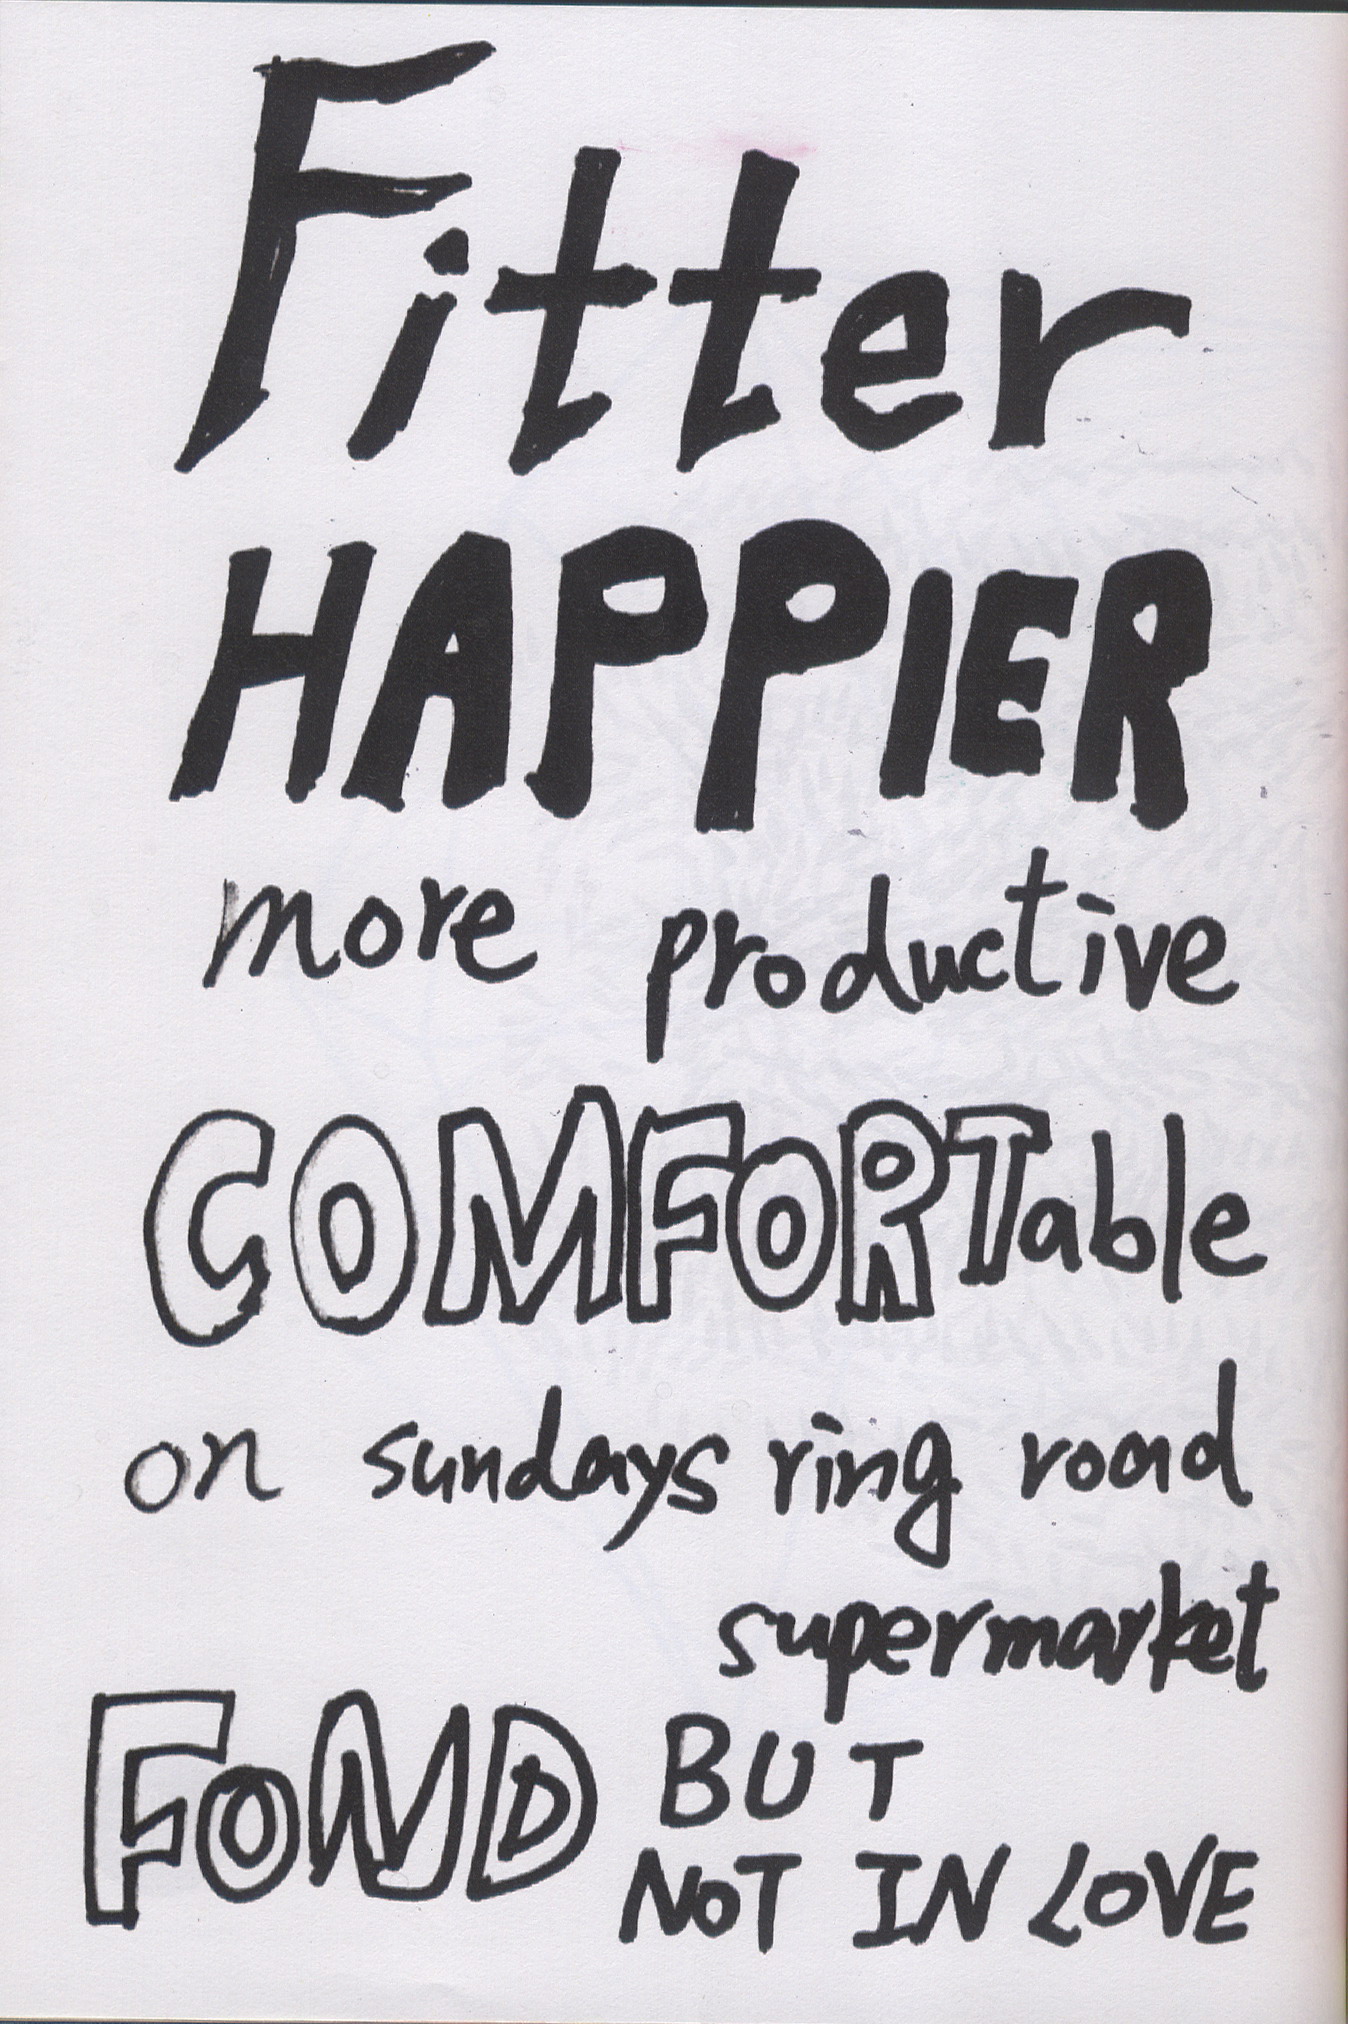 Fitter
HAPPIER
more productive
COMFORTable
on sundays ring road
supermarket
FOND BUT
NOT IN LOVE